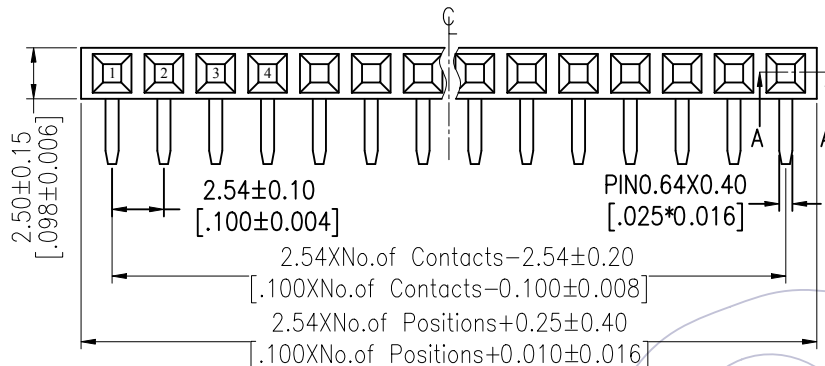 ℄
1 2 3 4
2.50±0.15
[.098±0.006]
A A
2.54±0.10
[.100±0.004]
PIN0.64X0.40
[.025*0.016]
2.54XNo.of Contacts-2.54±0.20
[.100XNo.of Contacts-0.100±0.008]
2.54XNo.of Positions+0.25±0.40
[.100XNo.of Positions+0.010±0.016]